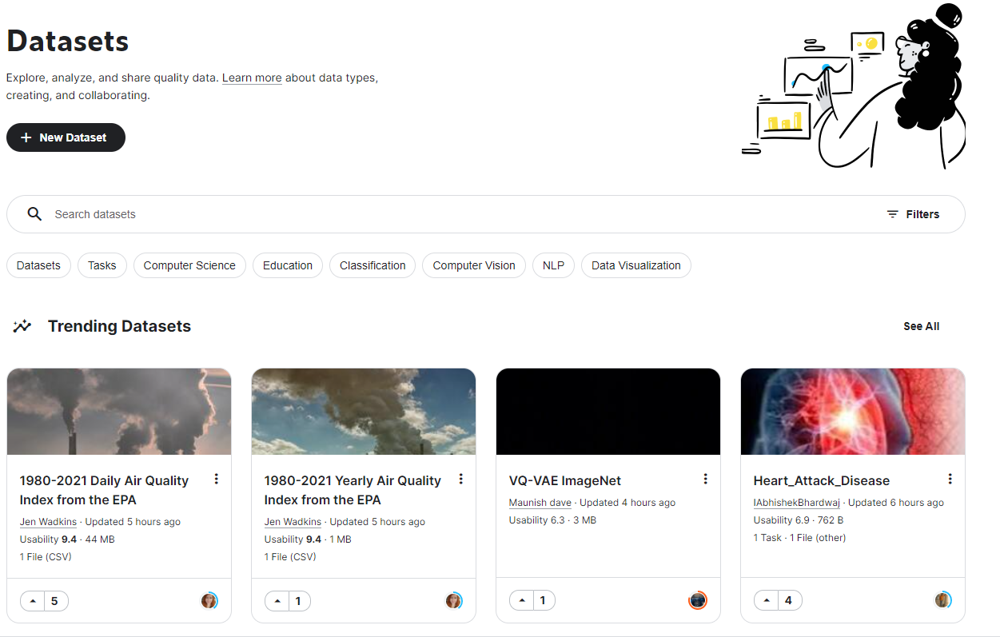 Datasets
Explore, analyze, and share quality data. Learn more about data types,
creating, and collaborating.
New Dataset
Search datasets
Filters
Datasets
Tasks
Computer Science
Education
Classification
Computer Vision
NLP
Data Visualization
Trending Datasets
See All
1980-2021 Daily Air Quality
Index from the EPA
Jen Wadkins · Updated 5 hours ago
Usability 9.4 · 44 MB
1 File (CSV)
5
1980-2021 Yearly Air Quality
Index from the EPA
Jen Wadkins · Updated 5 hours ago
Usability 9.4 · 1 MB
1 File (CSV)
1
VQ-VAE ImageNet
Maunish dave · Updated 4 hours ago
Usability 6.3 · 3 MB
1
Heart_Attack_Disease
IAbhishekBhardwaj · Updated 6 hours ago
Usability 6.9 · 762 B
1 Task · 1 File (other)
4